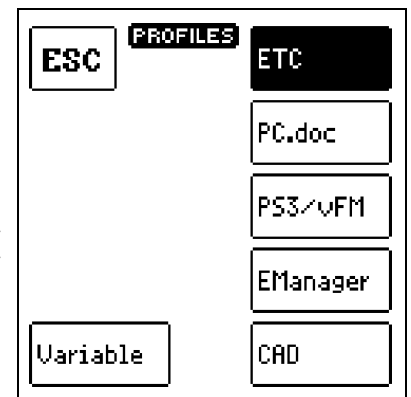 ESC
PROFILES
ETC
PC.doc
PS3/vFM
EManager
Variable
CAD